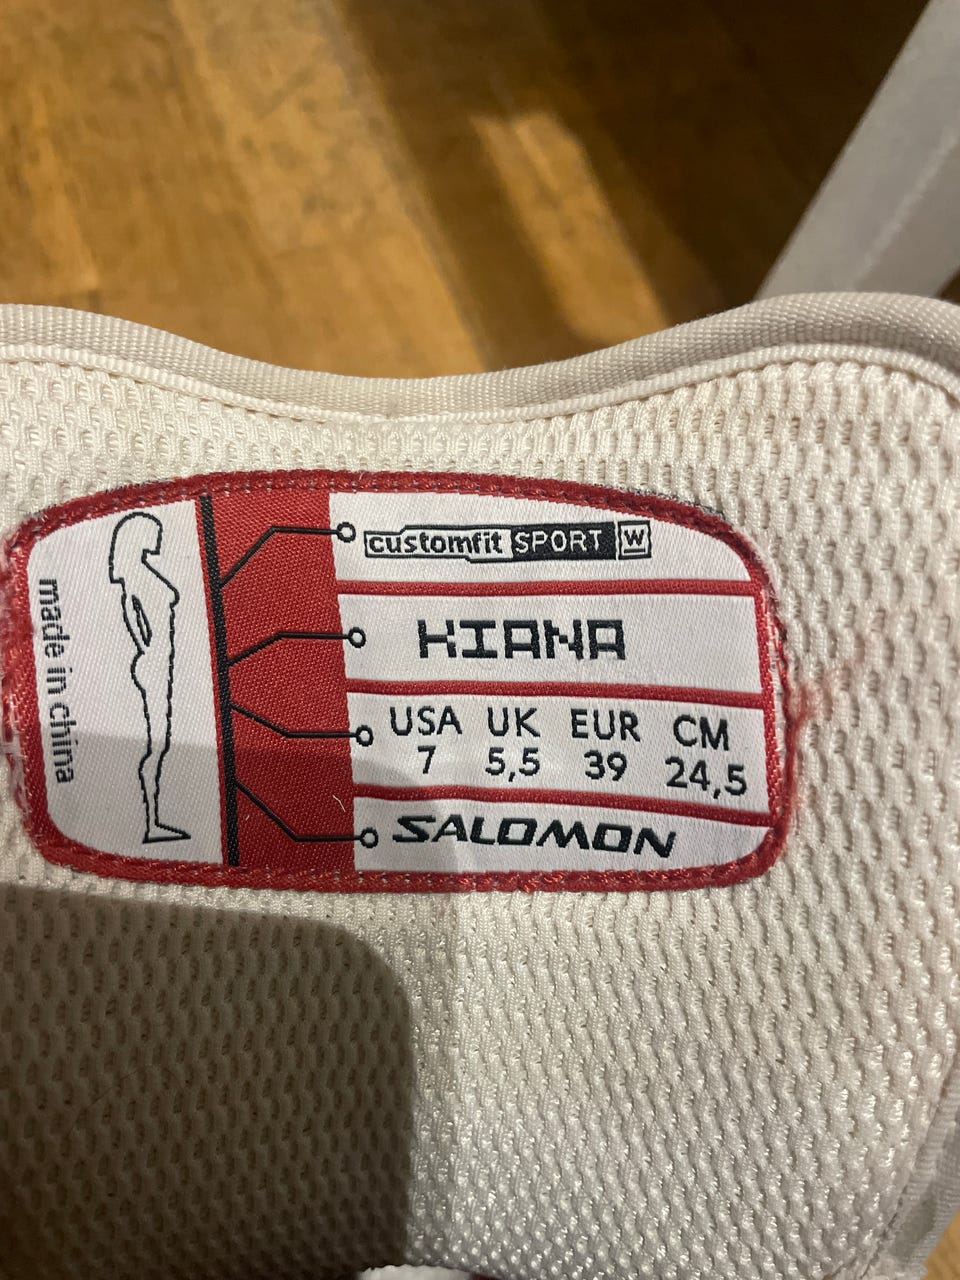 customfit SPORT W
KIANA
USA UK EUR CM
7 5,5 39 24,5
SALOMON
made in china